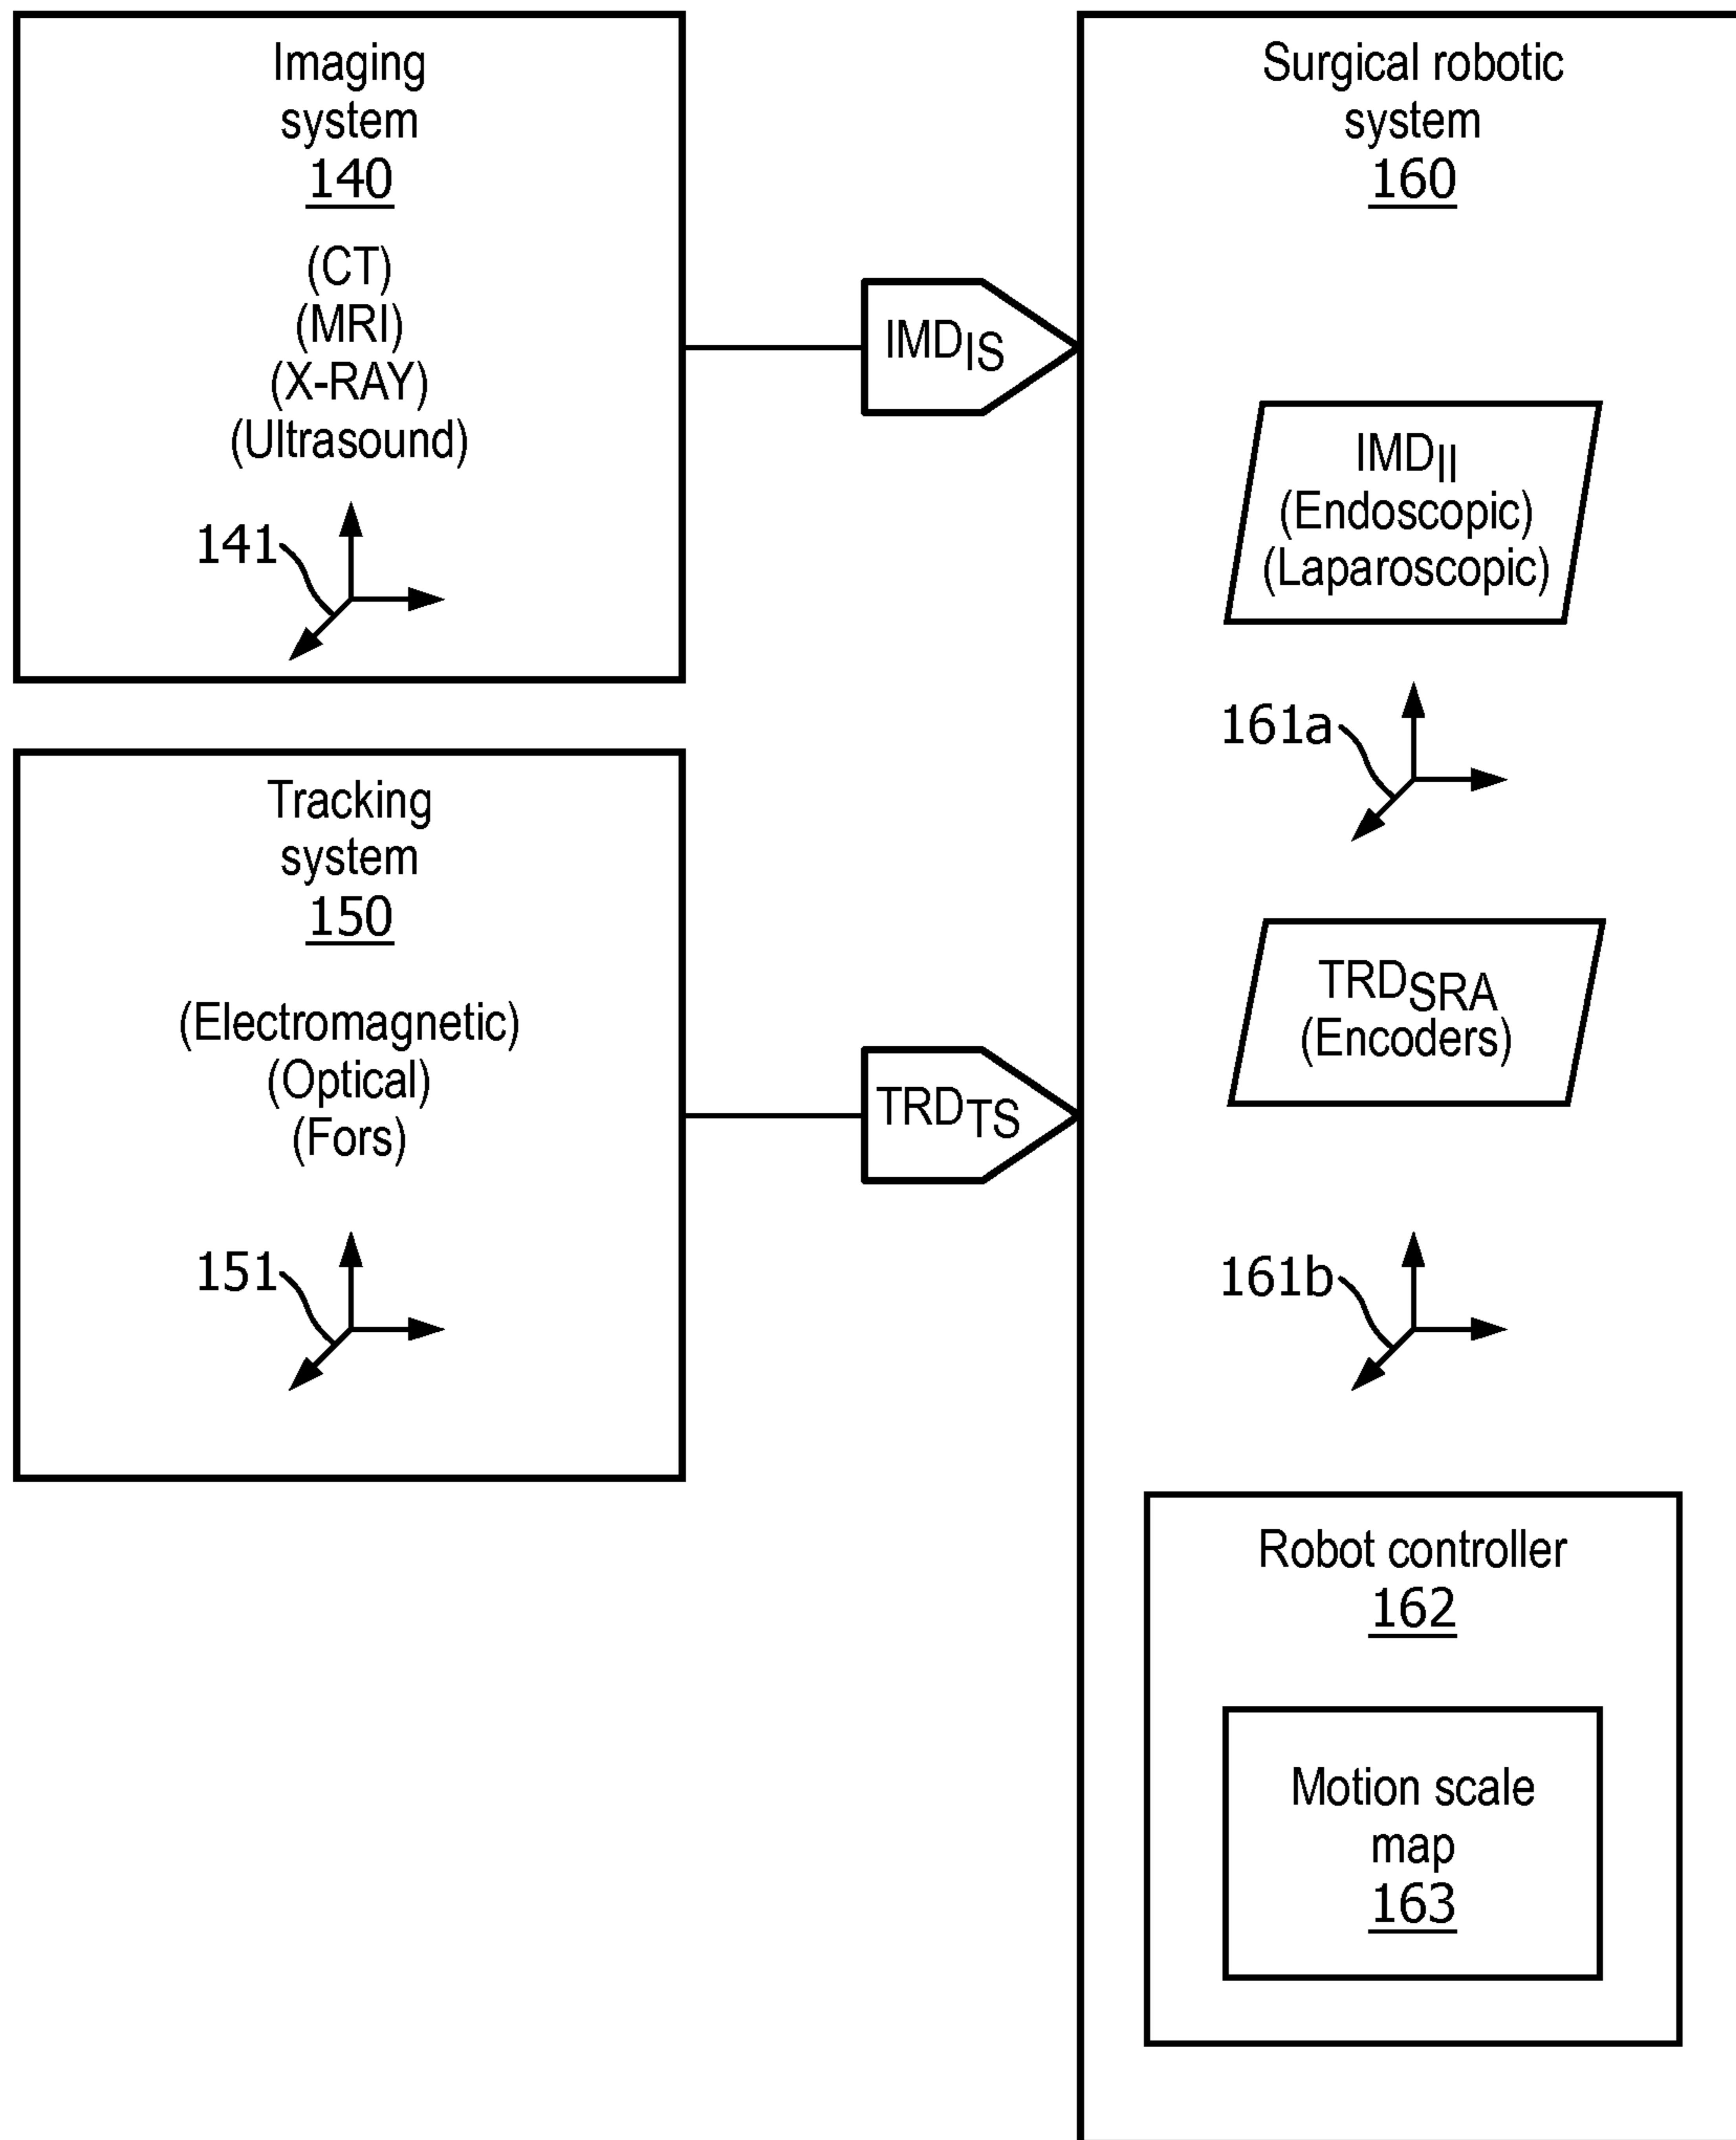 Imaging
system
140
(CT)
(MRI)
(X-RAY)
(Ultrasound)
141
Tracking
system
150
(Electromagnetic)
(Optical)
(Fors)
151
IMDIS
TRDTS
Surgical robotic
system
160
IMDII
(Endoscopic)
(Laparoscopic)
161a
TRDSRA
(Encoders)
161b
Robot controller
162
Motion scale
map
163